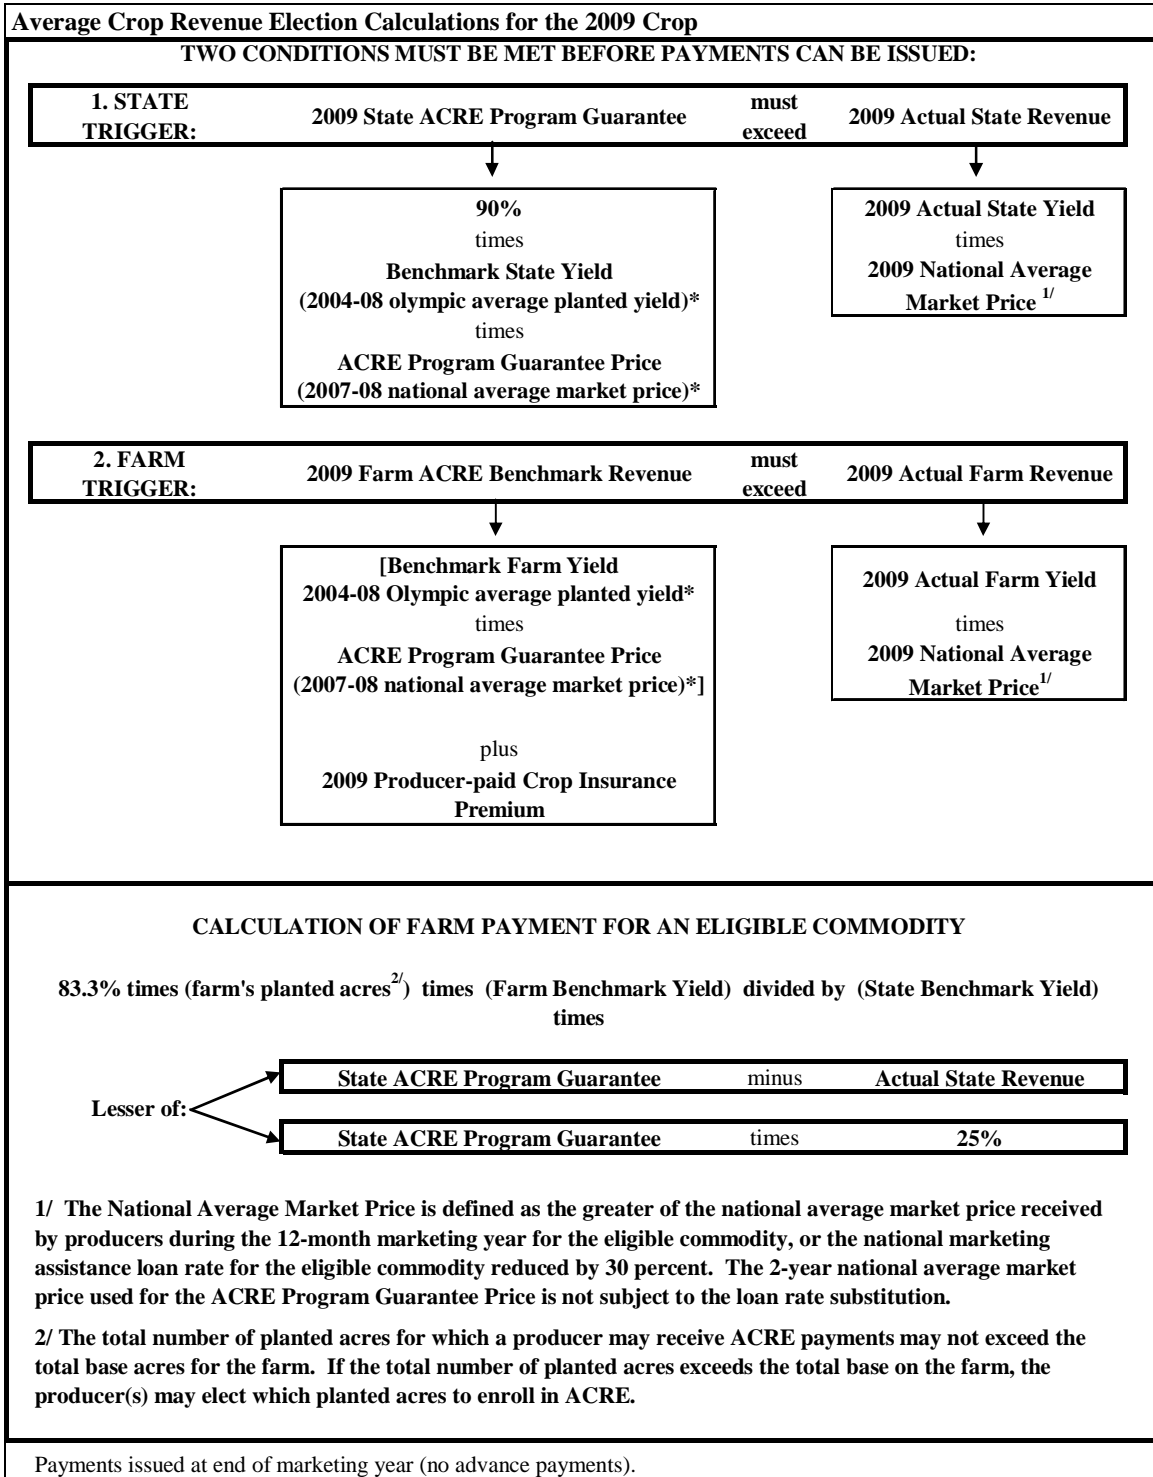 Average Crop Revenue Election Calculations for the 2009 Crop
TWO CONDITIONS MUST BE MET BEFORE PAYMENTS CAN BE ISSUED:
1. STATE TRIGGER: 2009 State ACRE Program Guarantee must exceed 2009 Actual State Revenue
90%
times
Benchmark State Yield
(2004-08 olympic average planted yield)*
times
ACRE Program Guarantee Price
(2007-08 national average market price)*
2009 Actual State Yield
times
2009 National Average
Market Price 1/
2. FARM TRIGGER: 2009 Farm ACRE Benchmark Revenue must exceed 2009 Actual Farm Revenue
[Benchmark Farm Yield
2004-08 Olympic average planted yield*
times
ACRE Program Guarantee Price
(2007-08 national average market price)*]
plus
2009 Producer-paid Crop Insurance
Premium
2009 Actual Farm Yield
times
2009 National Average
Market Price1/
CALCULATION OF FARM PAYMENT FOR AN ELIGIBLE COMMODITY
83.3% times (farm's planted acres2/) times (Farm Benchmark Yield) divided by (State Benchmark Yield)
times
Lesser of:
State ACRE Program Guarantee minus Actual State Revenue
State ACRE Program Guarantee times 25%
1/ The National Average Market Price is defined as the greater of the national average market price received
by producers during the 12-month marketing year for the eligible commodity, or the national marketing
assistance loan rate for the eligible commodity reduced by 30 percent. The 2-year national average market
price used for the ACRE Program Guarantee Price is not subject to the loan rate substitution.
2/ The total number of planted acres for which a producer may receive ACRE payments may not exceed the
total base acres for the farm. If the total number of planted acres exceeds the total base on the farm, the
producer(s) may elect which planted acres to enroll in ACRE.
Payments issued at end of marketing year (no advance payments).